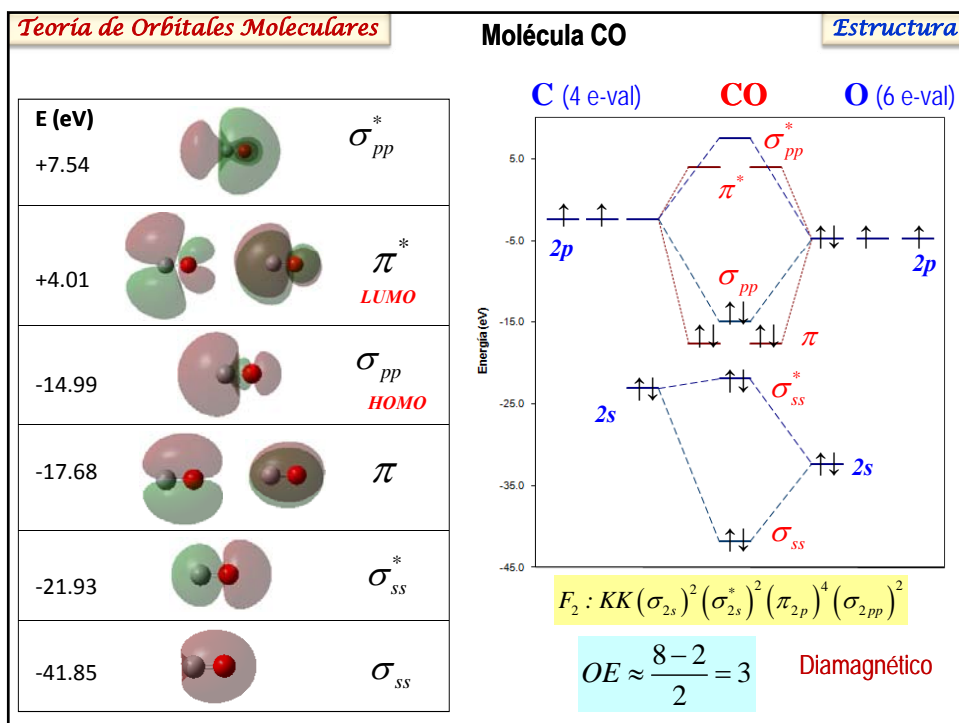 Teoría de Orbitales Moleculares
Molécula CO
Estructura
E (eV)
+7.54
σ*pp
+4.01
π*
LUMO
-14.99
σpp
HOMO
-17.68
π
-21.93
σ*ss
-41.85
σss
C (4 e-val)
CO
O (6 e-val)
Energía (eV)
5.0
-5.0
-15.0
-25.0
-35.0
-45.0
σ*pp
π*
2p
2p
σpp
π
σ*ss
2s
2s
σss
F₂ : KK(σ₂s)²(σ*₂s)²(π₂p)⁴(σ₂pp)²
OE ≈ (8 − 2)/2 = 3
Diamagnético